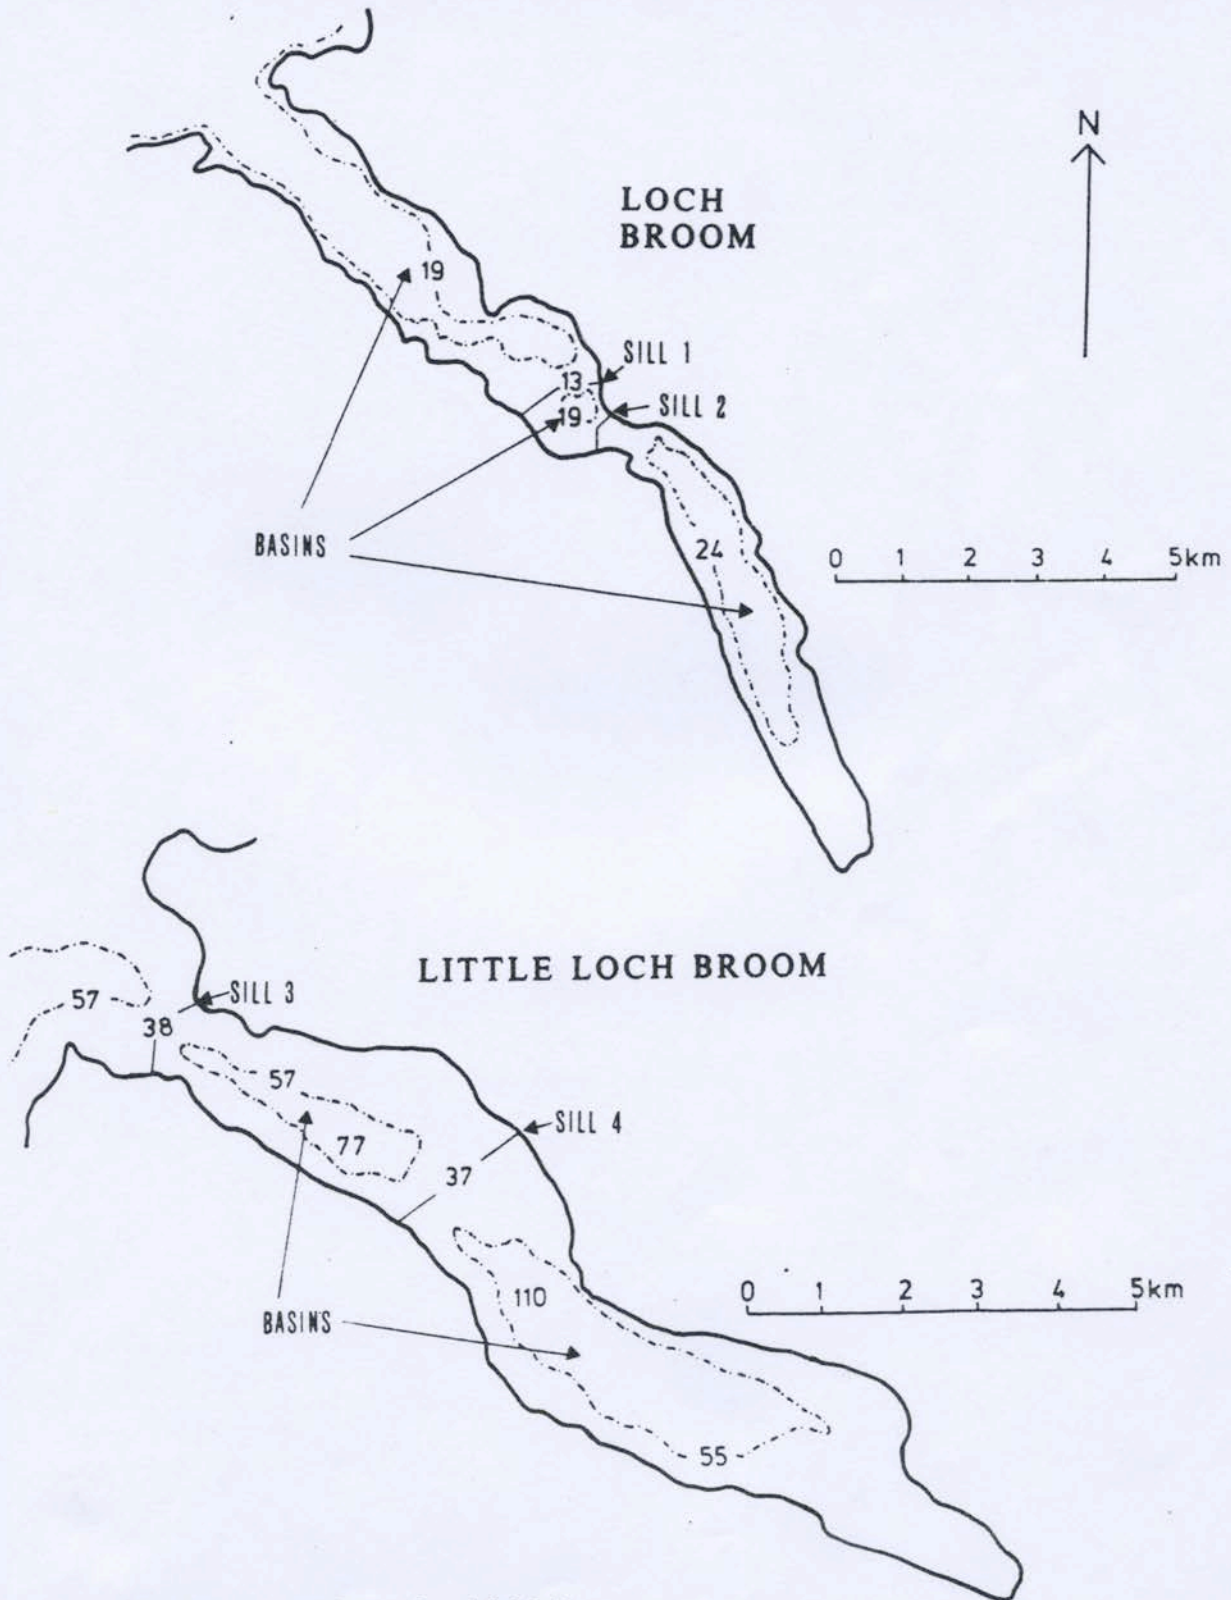 N
LOCH
BROOM
19
SILL 1
13
SILL 2
19
BASINS
24
0 1 2 3 4 5km
LITTLE LOCH BROOM
57
SILL 3
38
57
SILL 4
77
37
110
0 1 2 3 4 5km
BASINS
55